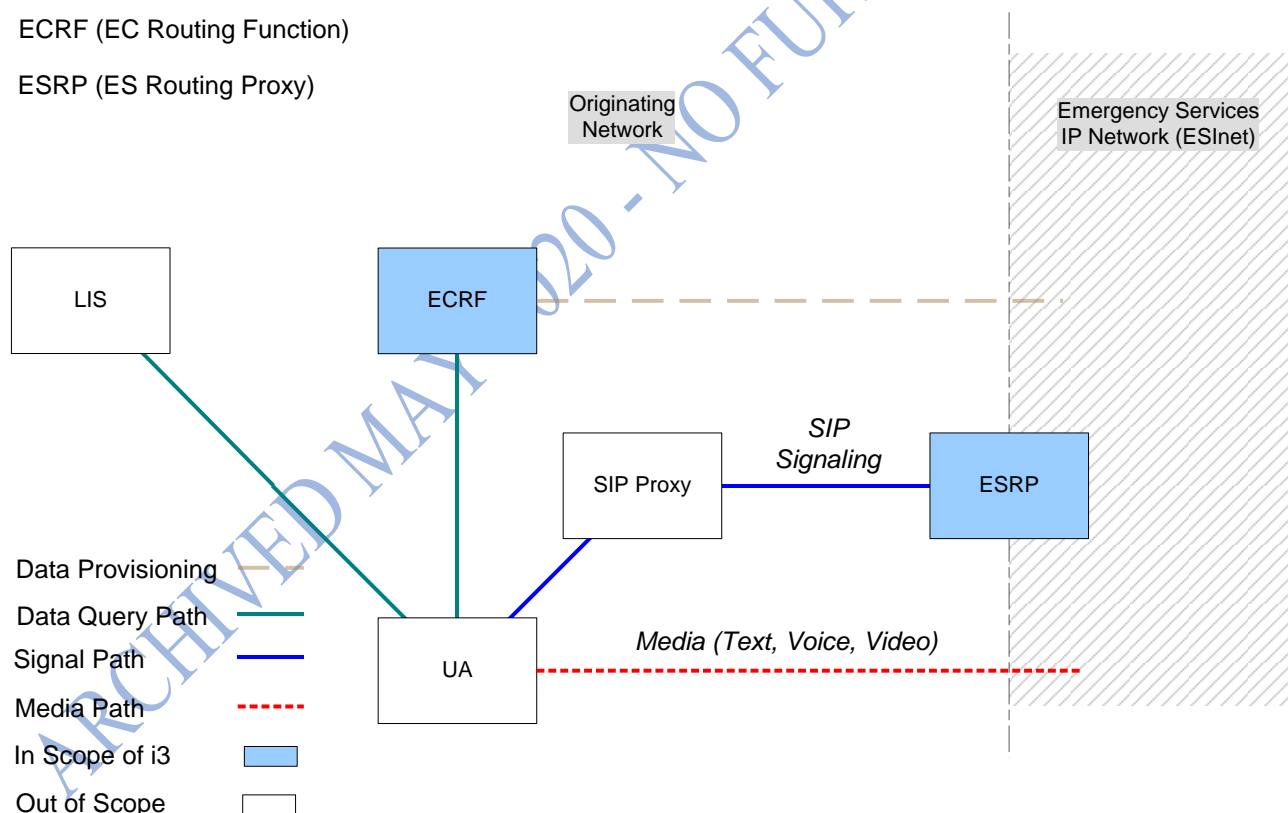 ECRF (EC Routing Function)
ESRP (ES Routing Proxy)
Originating
Network
Emergency Services
IP Network (ESInet)
LIS
ECRF
SIP
Signaling
SIP Proxy
ESRP
Data Provisioning
Data Query Path
Signal Path
Media Path
In Scope of i3
Out of Scope
UA
Media (Text, Voice, Video)
ARCHIVED MAY 020 - NO